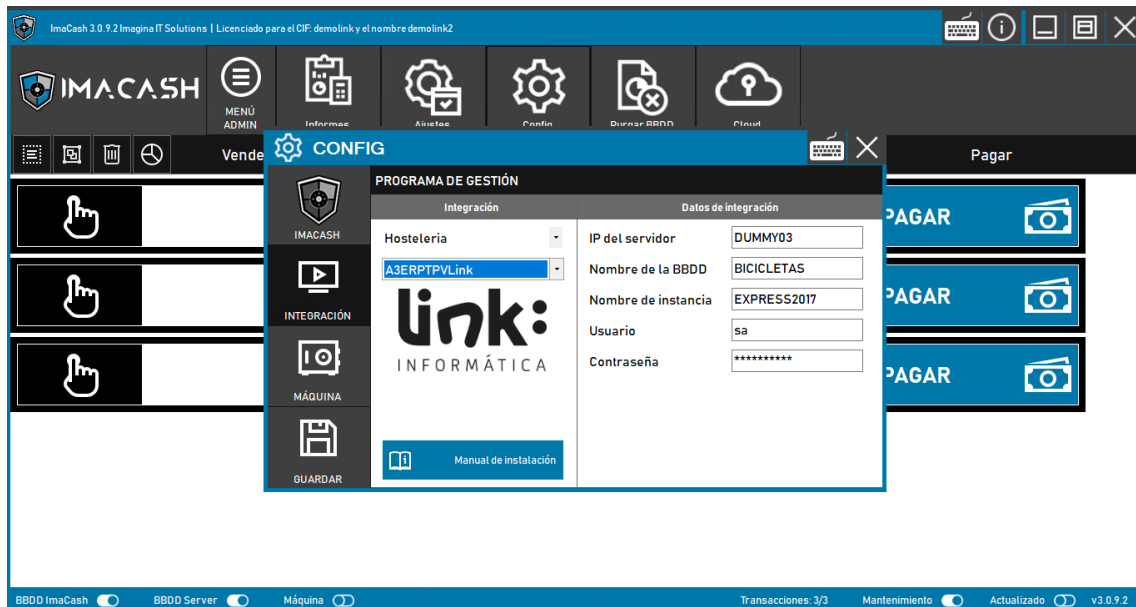 ImaCash 3.0.9.2 Imagina IT Solutions | Licenciado para el CIF: demolink y el nombre demolink2
IMACASH
MENÚ
ADMIN
Informes
Ajustes
Config
Purgar BBDD
Cloud
Vende
Pagar
CONFIG
PROGRAMA DE GESTIÓN
Integración
Datos de integración
IMACASH
INTEGRACIÓN
MÁQUINA
GUARDAR
Hosteleria
A3ERPTPVLink
link:
INFORMÁTICA
Manual de instalación
IP del servidor DUMMY03
Nombre de la BBDD BICICLETAS
Nombre de instancia EXPRESS2017
Usuario sa
Contraseña **********
PAGAR
PAGAR
PAGAR
BBDD ImaCash BBDD Server Máquina Transacciones: 3/3 Mantenimiento Actualizado v3.0.9.2